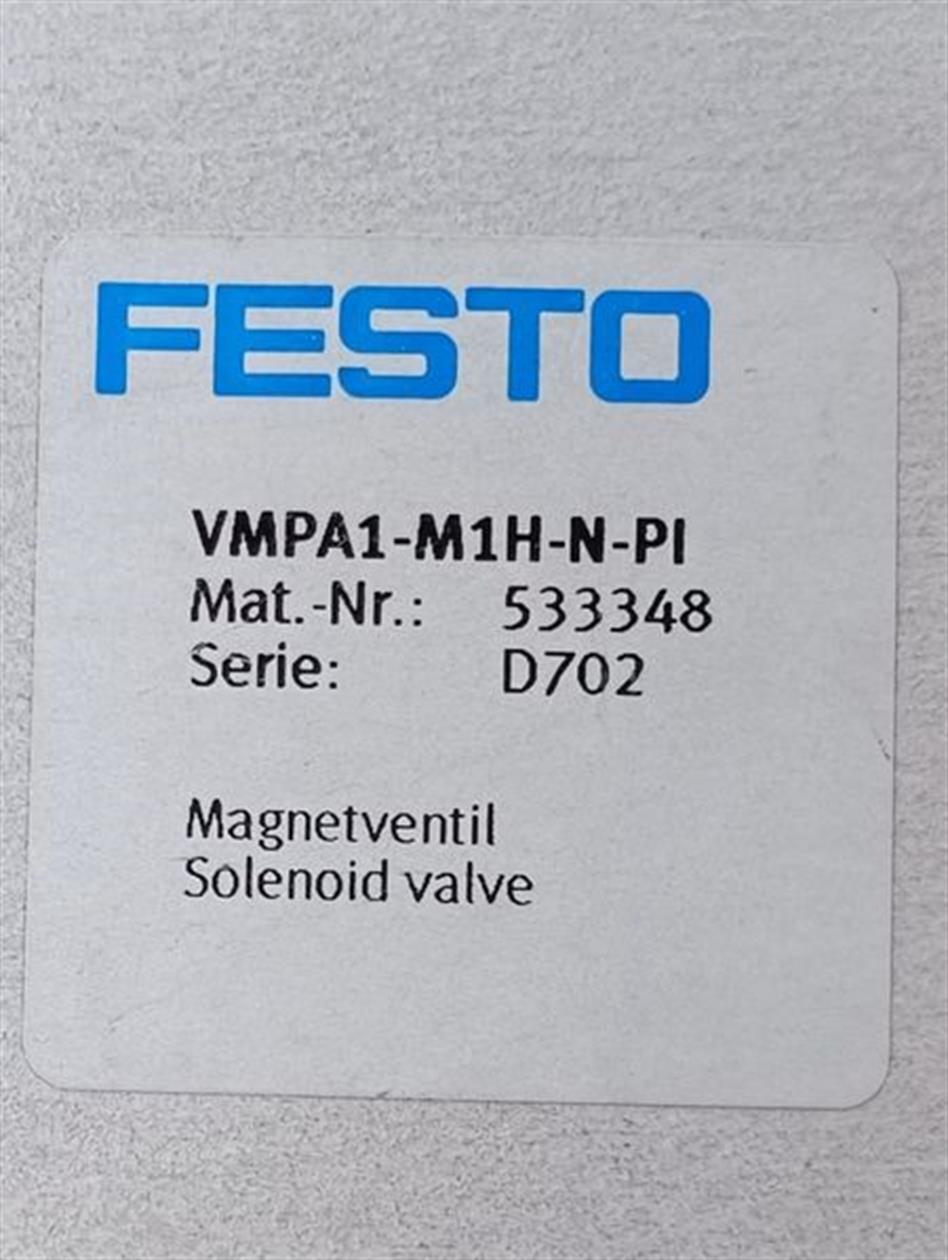 FESTO
VMPA1-M1H-N-PI
Mat.-Nr.: 533348
Serie: D702
Magnetventil
Solenoid valve